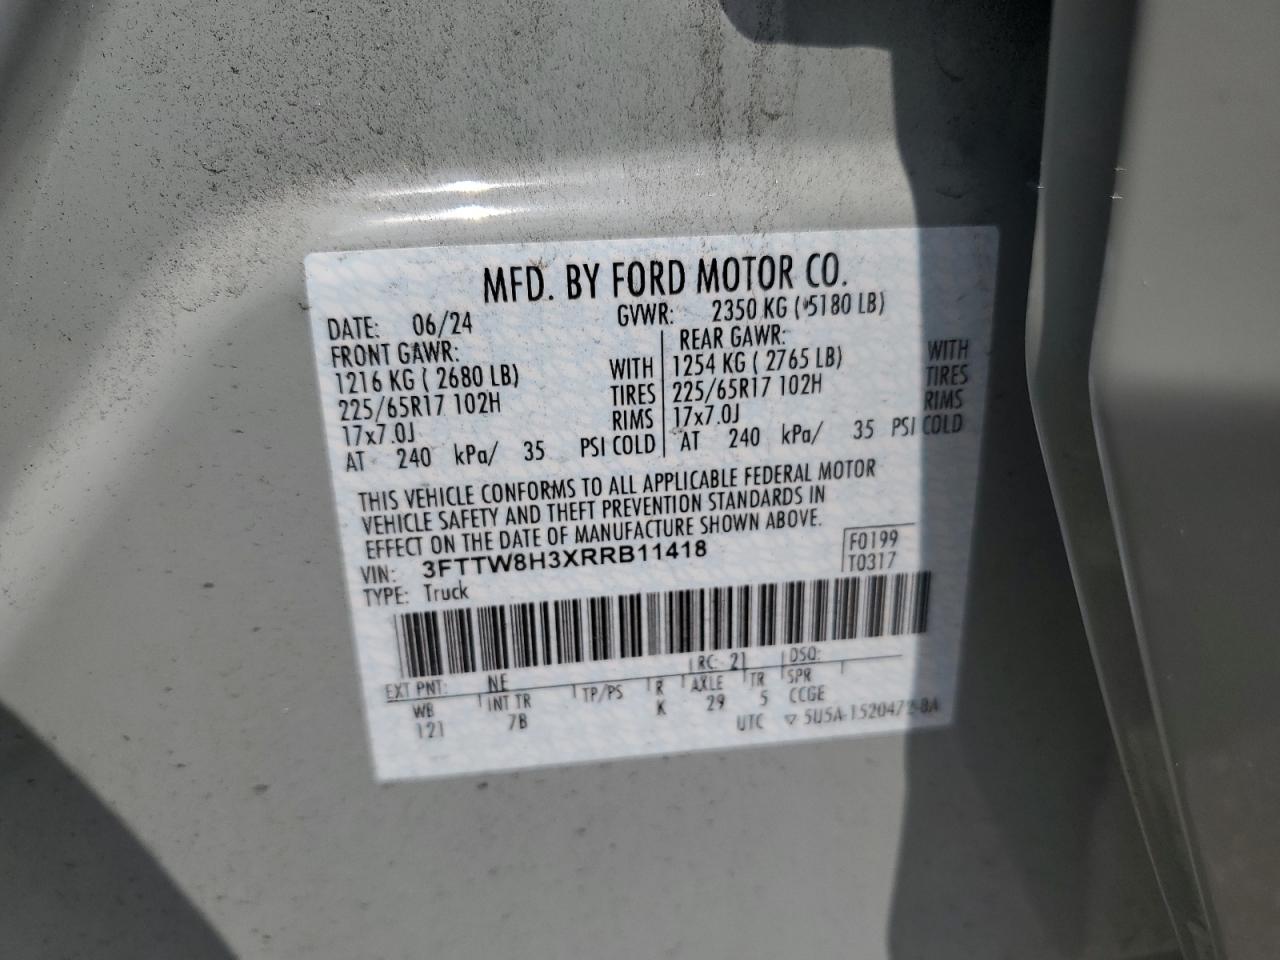 MFD. BY FORD MOTOR CO.
DATE: 06/24 GVWR: 2350 KG ( 5180 LB)
FRONT GAWR: REAR GAWR:
1216 KG ( 2680 LB) WITH 1254 KG ( 2765 LB) WITH
225/65R17 102H TIRES 225/65R17 102H TIRES
17x7.0J RIMS 17x7.0J RIMS
AT 240 kPa/ 35 PSI COLD AT 240 kPa/ 35 PSI COLD
THIS VEHICLE CONFORMS TO ALL APPLICABLE FEDERAL MOTOR
VEHICLE SAFETY AND THEFT PREVENTION STANDARDS IN
EFFECT ON THE DATE OF MANUFACTURE SHOWN ABOVE.
VIN: 3FTTW8H3XRRB11418 F0199
TYPE: Truck T0317
EXT PNT: NE RC: 21 DSO:
WB INT TR TP/PS R AXLE TR SPR
121 7B K 29 5 CCGE
UTC